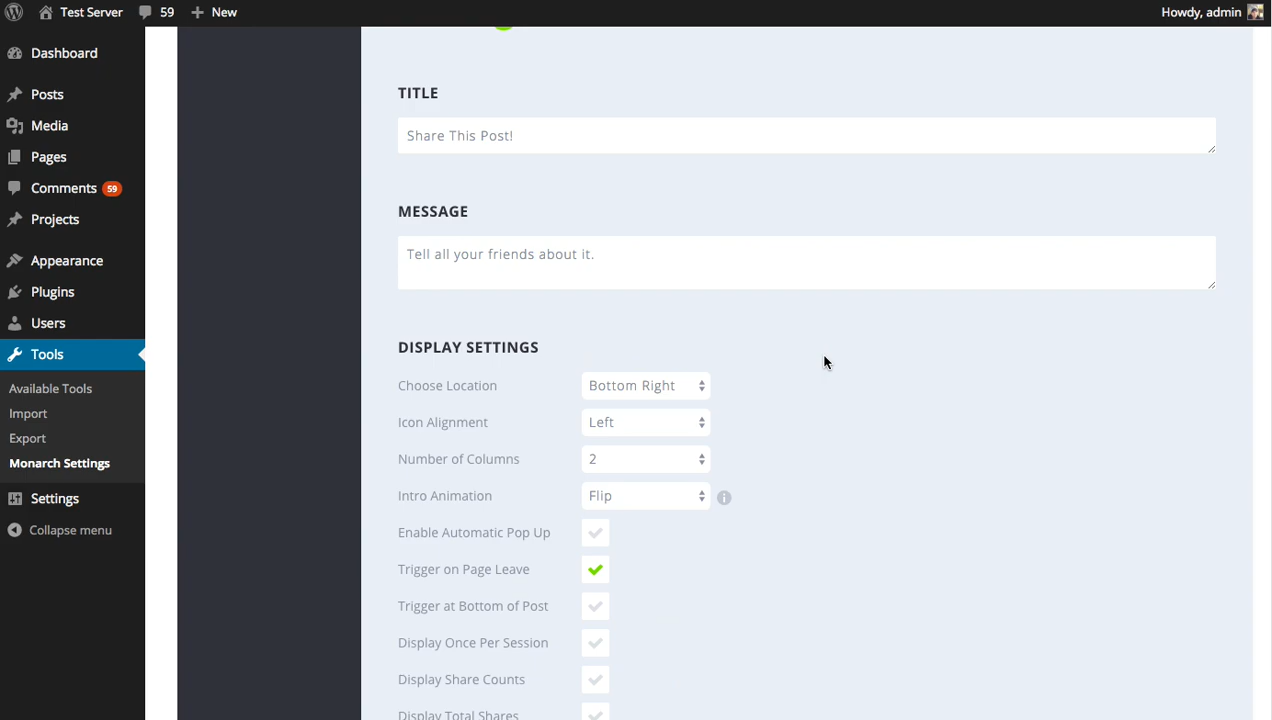 Test Server 59 New Howdy, admin
Dashboard
Posts
Media
Pages
Comments 59
Projects
Appearance
Plugins
Users
Tools
Available Tools
Import
Export
Monarch Settings
Settings
Collapse menu
TITLE
Share This Post!
MESSAGE
Tell all your friends about it.
DISPLAY SETTINGS
Choose Location Bottom Right
Icon Alignment Left
Number of Columns 2
Intro Animation Flip
Enable Automatic Pop Up
Trigger on Page Leave
Trigger at Bottom of Post
Display Once Per Session
Display Share Counts
Display Total Shares